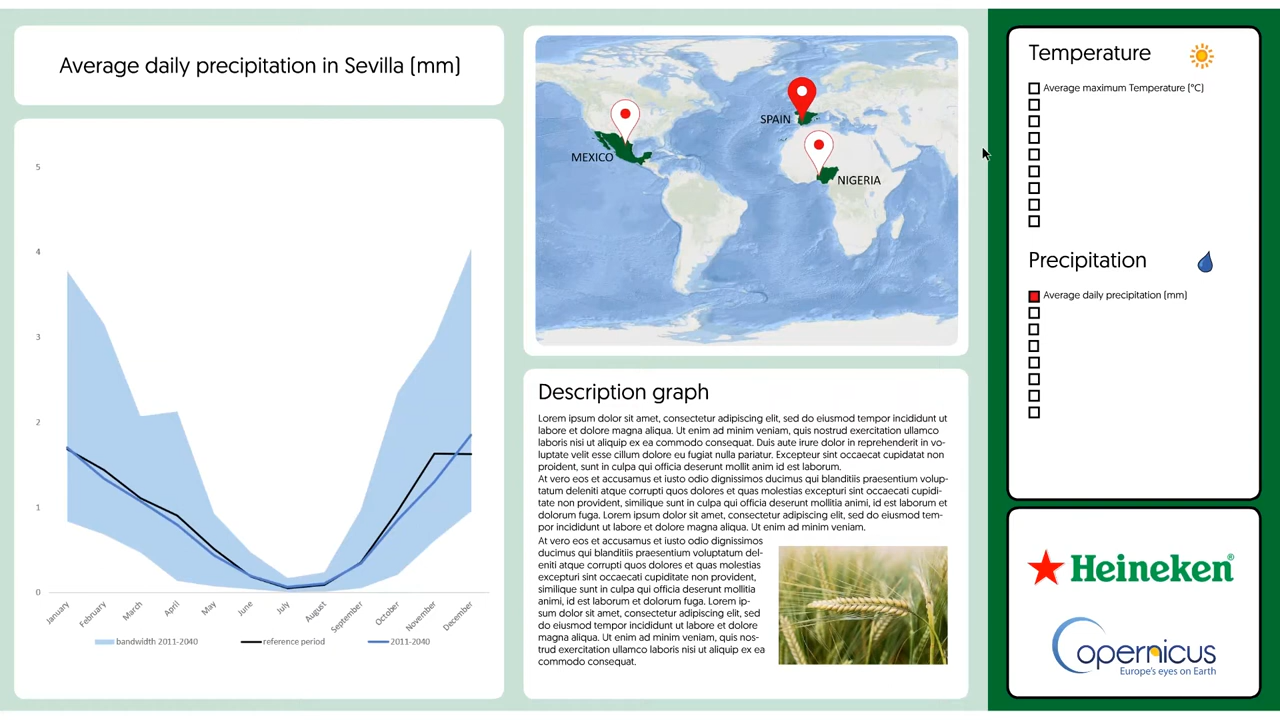 Average daily precipitation in Sevilla (mm)
5
4
3
2
1
0
January
February
March
April
May
June
July
August
September
October
November
December
bandwidth 2011-2040
reference period
2011-2040
SPAIN
MEXICO
NIGERIA
Description graph
Lorem ipsum dolor sit amet, consectetur adipiscing elit, sed do eiusmod tempor incididunt ut
labore et dolore magna aliqua. Ut enim ad minim veniam, quis nostrud exercitation ullamco
laboris nisi ut aliquip ex ea commodo consequat. Duis aute irure dolor in reprehenderit in vo-
luptate velit esse cillum dolore eu fugiat nulla pariatur. Excepteur sint occaecat cupidatat non
proident, sunt in culpa qui officia deserunt mollit anim id est laborum.
At vero eos et accusamus et iusto odio dignissimos ducimus qui blanditiis praesentium volup-
tatum deleniti atque corrupti quos dolores et quas molestias excepturi sint occaecati cupidi-
tate non provident, similique sunt in culpa qui officia deserunt mollitia animi, id est laborum et
dolorum fuga. Lorem ipsum dolor sit amet, consectetur adipiscing elit, sed do eiusmod tem-
por incididunt ut labore et dolore magna aliqua. Ut enim ad minim veniam.
At vero eos et accusamus et iusto odio dignissimos
ducimus qui blanditiis praesentium voluptatum del-
eniti atque corrupti quos dolores et quas molestias
excepturi sint occaecati cupiditate non provident,
similique sunt in culpa qui officia deserunt mollitia
animi, id est laborum et dolorum fuga. Lorem ip-
sum dolor sit amet, consectetur adipiscing elit, sed
do eiusmod tempor incididunt ut labore et dolore
magna aliqua. Ut enim ad minim veniam, quis nos-
trud exercitation ullamco laboris nisi ut aliquip ex ea
commodo consequat.
Temperature
Average maximum Temperature (°C)
Precipitation
Average daily precipitation (mm)
Heineken®
Copernicus
Europe's eyes on Earth